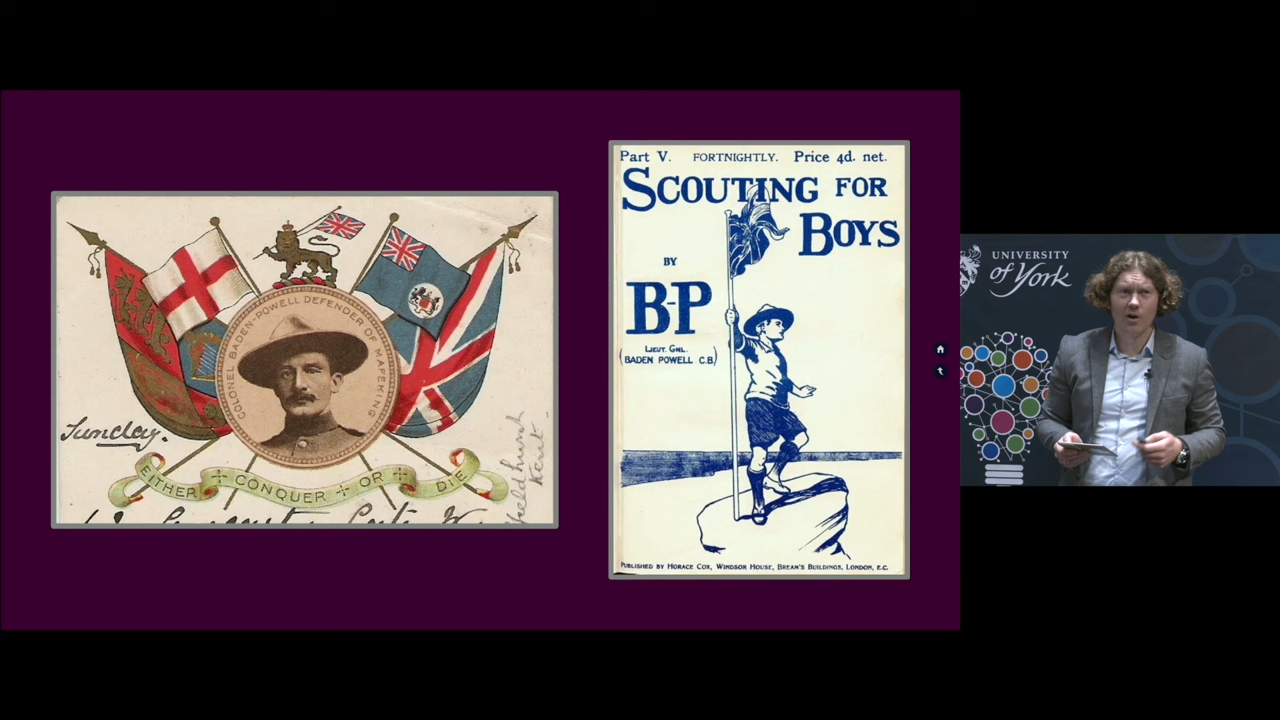 COLONEL BADEN-POWELL DEFENDER OF MAFEKING
Sunday.
EITHER + CONQUER + OR + DIE
Kent
Part V. FORTNIGHTLY. Price 4d. net.
SCOUTING FOR
BOYS
BY
B-P
LIEUT. GNL.
(BADEN POWELL C.B)
PUBLISHED BY HORACE COX, WINDSOR HOUSE, BREAM'S BUILDINGS, LONDON, E.C.
UNIVERSITY
of York